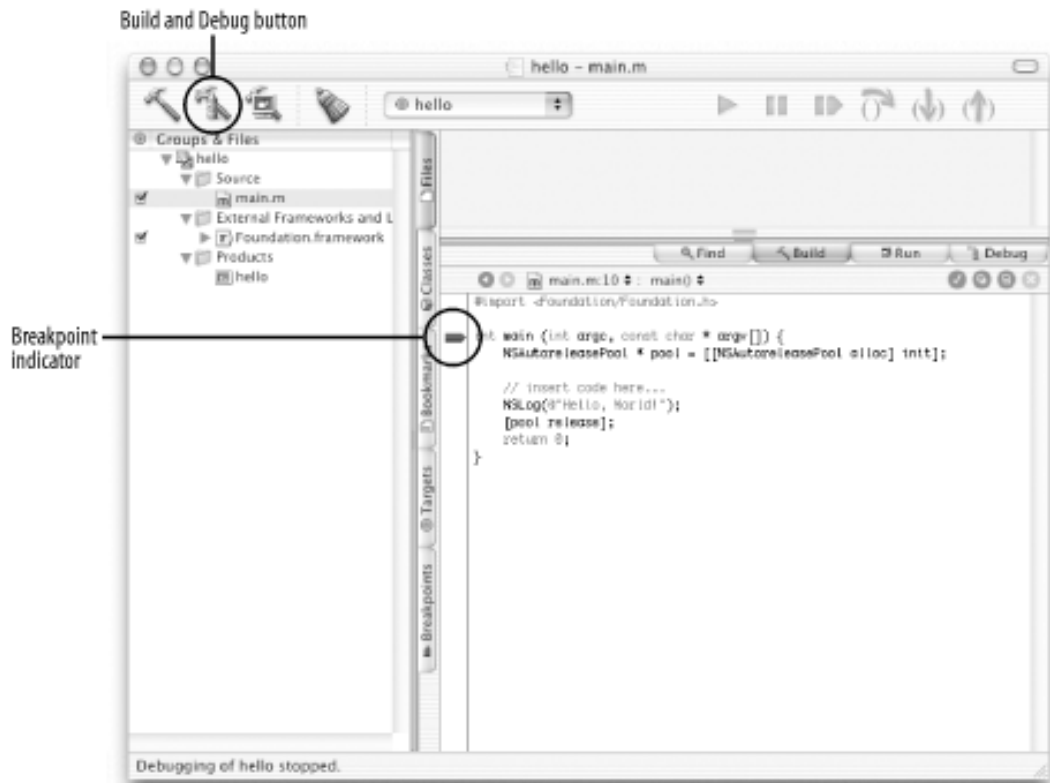 Build and Debug button
hello - main.m
hello
Groups & Files
hello
Source
main.m
External Frameworks and L
Foundation.framework
Products
hello
Files
Classes
Bookmar
Targets
Breakpoints
Find
Build
Run
Debug
main.m:10 : main()
#import <Foundation/Foundation.h>
int main (int argc, const char * argv[]) {
NSAutoreleasePool * pool = [[NSAutoreleasePool alloc] init];
// insert code here...
NSLog(@"Hello, World!");
[pool release];
return 0;
}
Breakpoint
indicator
Debugging of hello stopped.